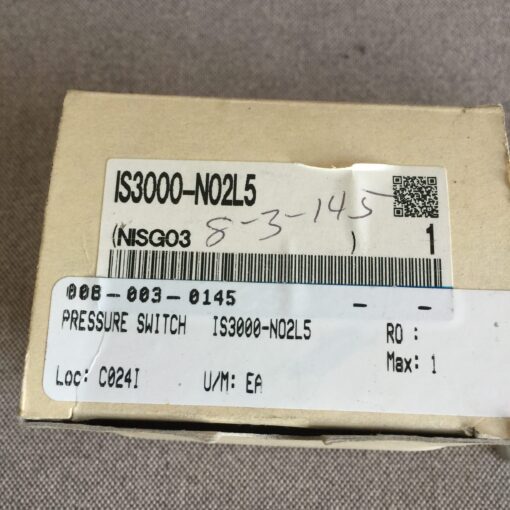 IS3000-N02L5
(NISG03 8-3-145 ) 1
008-003-0145 - -
PRESSURE SWITCH IS3000-N02L5 RO :
Max: 1
Loc: C024I U/M: EA